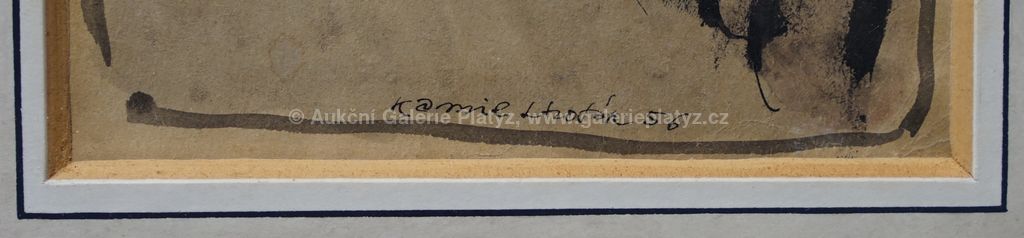 Kamil Lhoták 58
© Aukční Galerie Platýz, www.galerieplatyz.cz